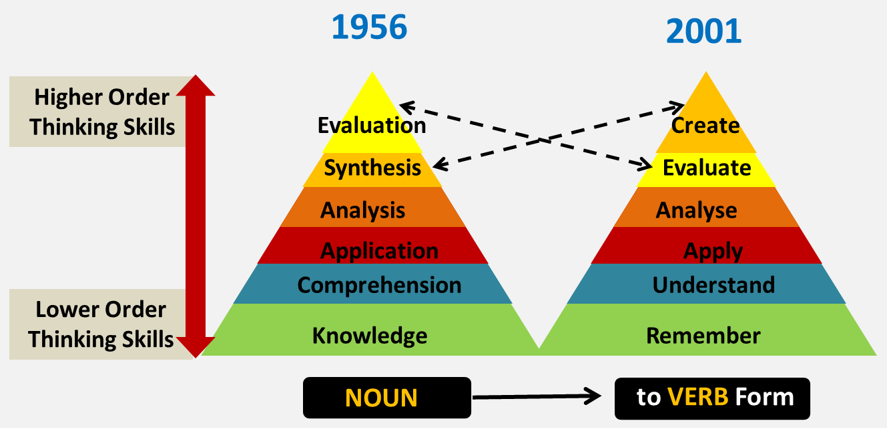 1956
2001
Higher Order
Thinking Skills
Evaluation
Create
Synthesis
Evaluate
Analysis
Analyse
Application
Apply
Comprehension
Understand
Lower Order
Thinking Skills
Knowledge
Remember
NOUN
to VERB Form